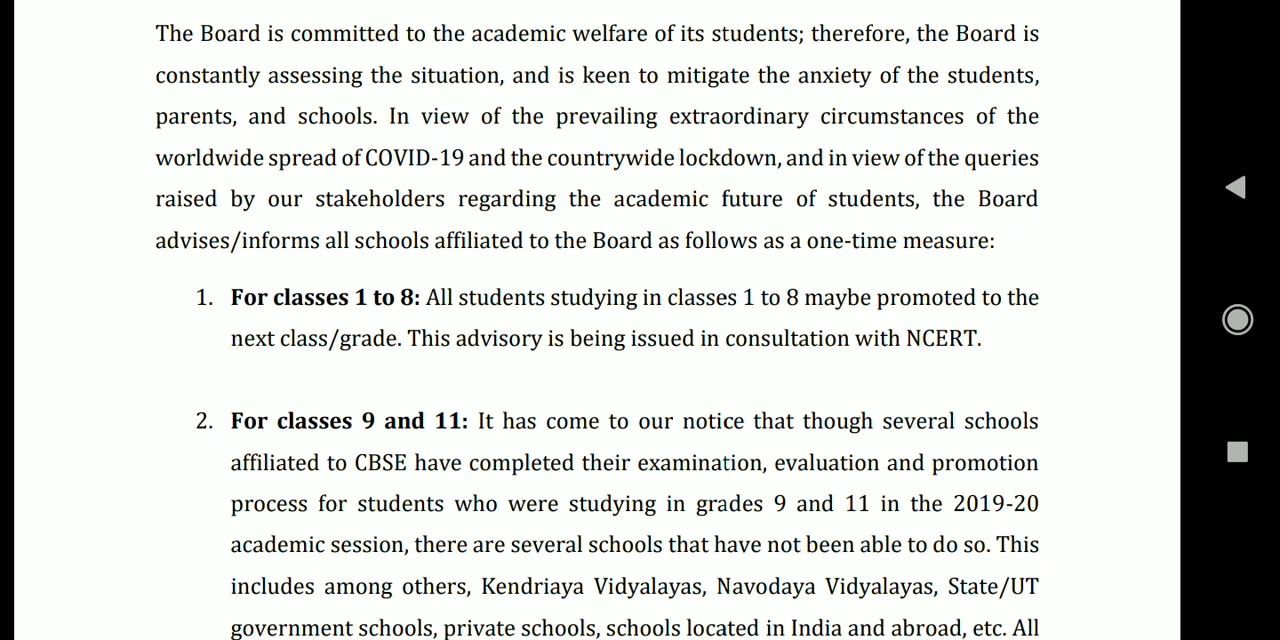 The Board is committed to the academic welfare of its students; therefore, the Board is
constantly assessing the situation, and is keen to mitigate the anxiety of the students,
parents, and schools. In view of the prevailing extraordinary circumstances of the
worldwide spread of COVID-19 and the countrywide lockdown, and in view of the queries
raised by our stakeholders regarding the academic future of students, the Board
advises/informs all schools affiliated to the Board as follows as a one-time measure:
1. For classes 1 to 8: All students studying in classes 1 to 8 maybe promoted to the
next class/grade. This advisory is being issued in consultation with NCERT.
2. For classes 9 and 11: It has come to our notice that though several schools
affiliated to CBSE have completed their examination, evaluation and promotion
process for students who were studying in grades 9 and 11 in the 2019-20
academic session, there are several schools that have not been able to do so. This
includes among others, Kendriaya Vidyalayas, Navodaya Vidyalayas, State/UT
government schools, private schools, schools located in India and abroad, etc. All